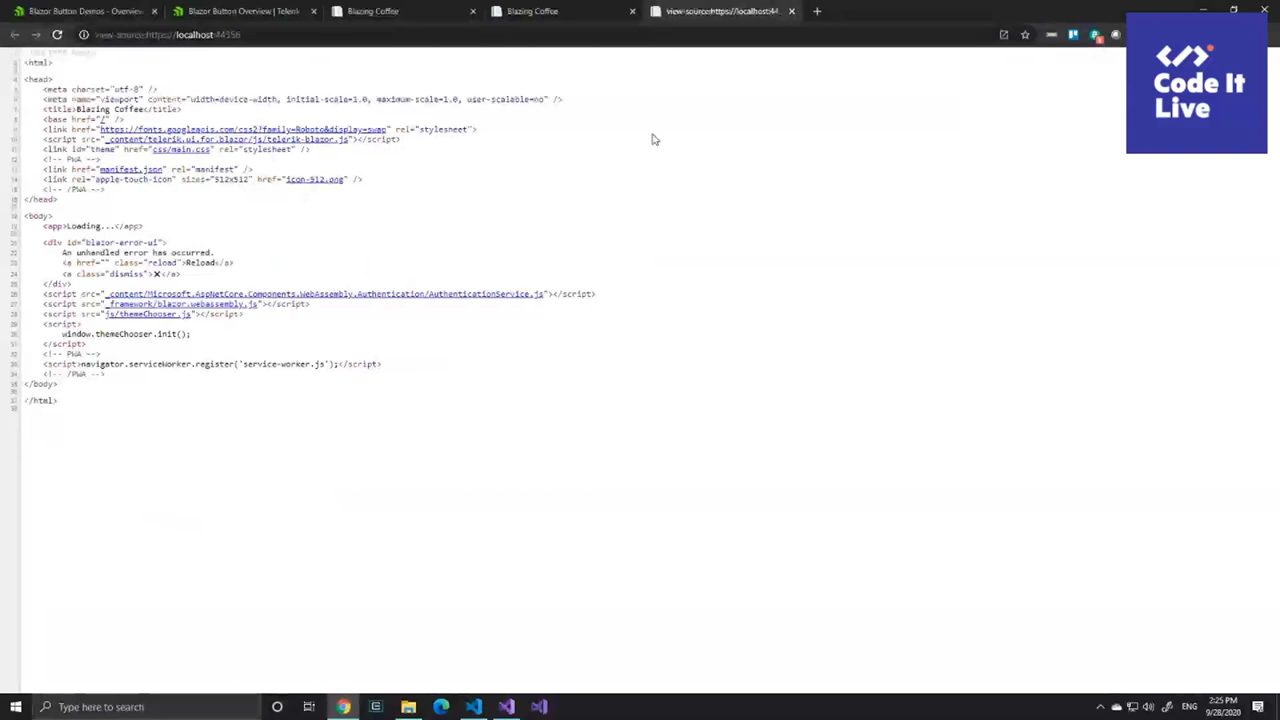 Blazor Button Demos - Overview
Blazor Button Overview | Telerik
Blazing Coffee
Blazing Coffee
view-source:https://localhost:44
view-source:https://localhost:44356
Code It
Live
<html>
<head>
<meta charset="utf-8" />
<meta name="viewport" content="width=device-width, initial-scale=1.0, maximum-scale=1.0, user-scalable=no" />
<title>Blazing Coffee</title>
<base href="/" />
<link href="https://fonts.googleapis.com/css2?family=Roboto&display=swap" rel="stylesheet">
<script src="_content/telerik.ui.for.blazor/js/telerik-blazor.js"></script>
<link id="theme" href="css/main.css" rel="stylesheet" />
<!-- PWA -->
<link href="manifest.json" rel="manifest" />
<link rel="apple-touch-icon" sizes="512x512" href="icon-512.png" />
<!-- /PWA -->
</head>
<body>
<app>Loading...</app>
<div id="blazor-error-ui">
An unhandled error has occurred.
<a href="" class="reload">Reload</a>
<a class="dismiss">🗙</a>
</div>
<script src="_content/Microsoft.AspNetCore.Components.WebAssembly.Authentication/AuthenticationService.js"></script>
<script src="_framework/blazor.webassembly.js"></script>
<script src="js/themeChooser.js"></script>
<script>
window.themeChooser.init();
</script>
<!-- PWA -->
<script>navigator.serviceWorker.register('service-worker.js');</script>
<!-- /PWA -->
</body>
</html>
Type here to search
ENG
2:25 PM
9/28/2020